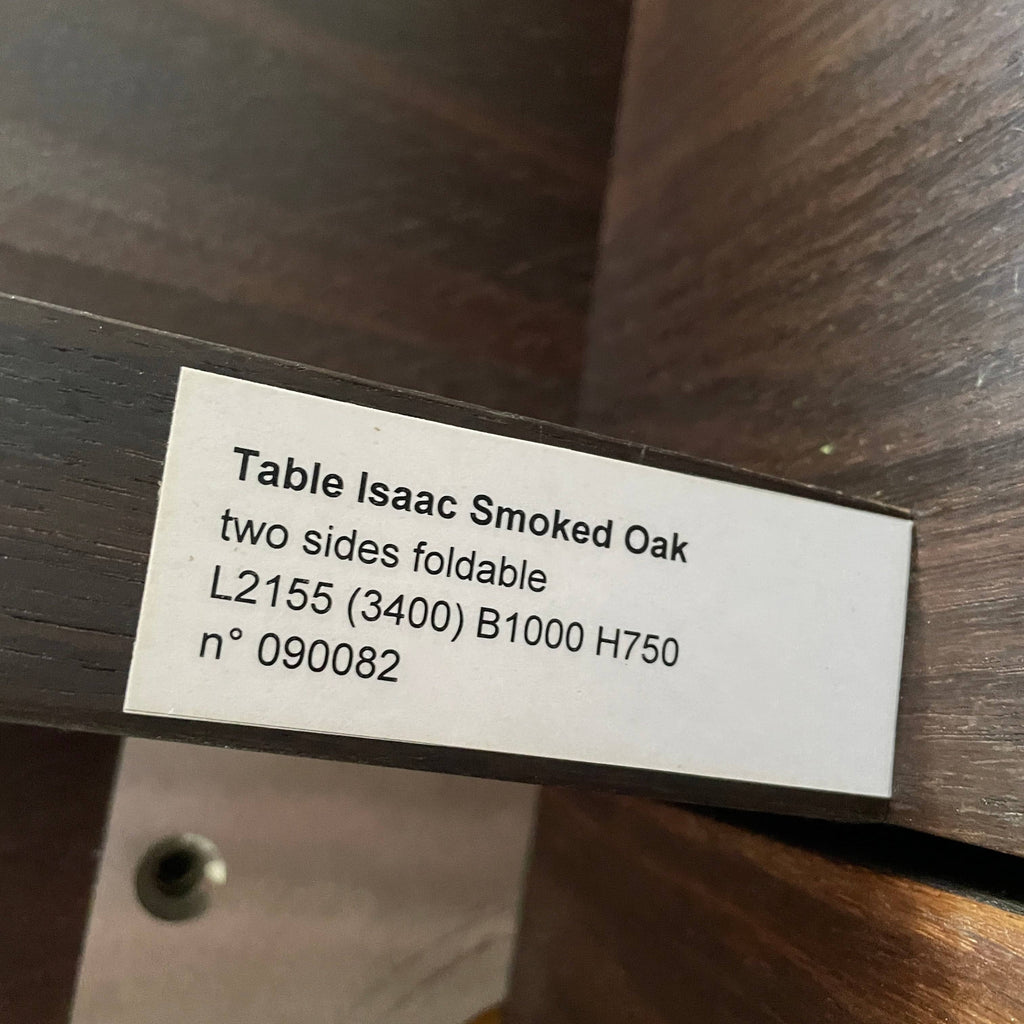 Table Isaac Smoked Oak
two sides foldable
L2155 (3400) B1000 H750
n° 090082